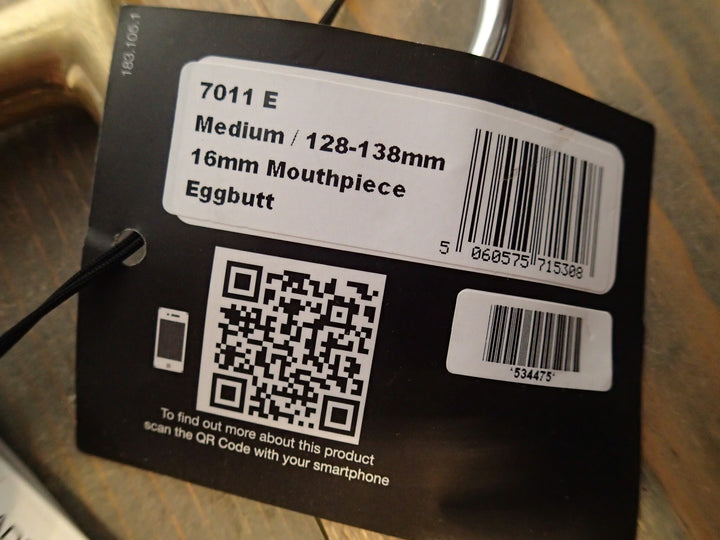 183.105.1
7011 E
Medium / 128-138mm
16mm Mouthpiece
Eggbutt
5 060575 715308
*534475*
To find out more about this product
scan the QR Code with your smartphone